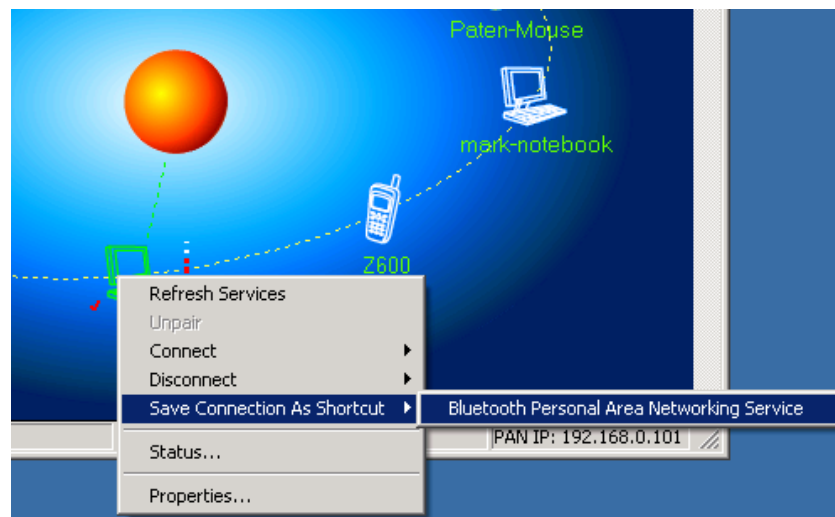 Paten-Mouse
mark-notebook
Z600
Refresh Services
Unpair
Connect
Disconnect
Save Connection As Shortcut
Bluetooth Personal Area Networking Service
PAN IP: 192.168.0.101
Status...
Properties...